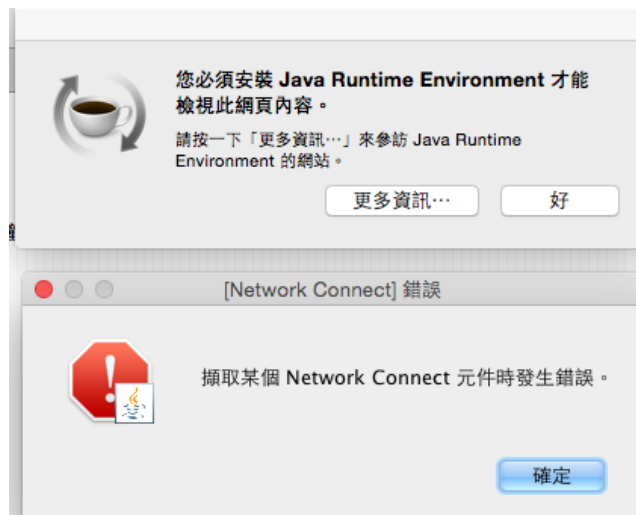 您必須安裝 Java Runtime Environment 才能
檢視此網頁內容。
請按一下「更多資訊⋯」來參訪 Java Runtime
Environment 的網站。
更多資訊⋯
好
[Network Connect] 錯誤
擷取某個 Network Connect 元件時發生錯誤。
確定